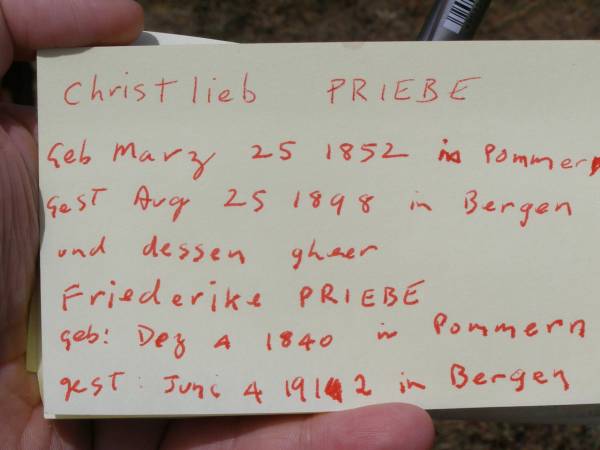 Christlieb PRIEBE
Geb Marz 25 1852 in Pommern
Gest Aug 25 1898 in Bergen
und dessen gheer
Friederike PRIEBE
geb: Dez 4 1840 in Pommern
gest: Juni 4 1912 in Bergen